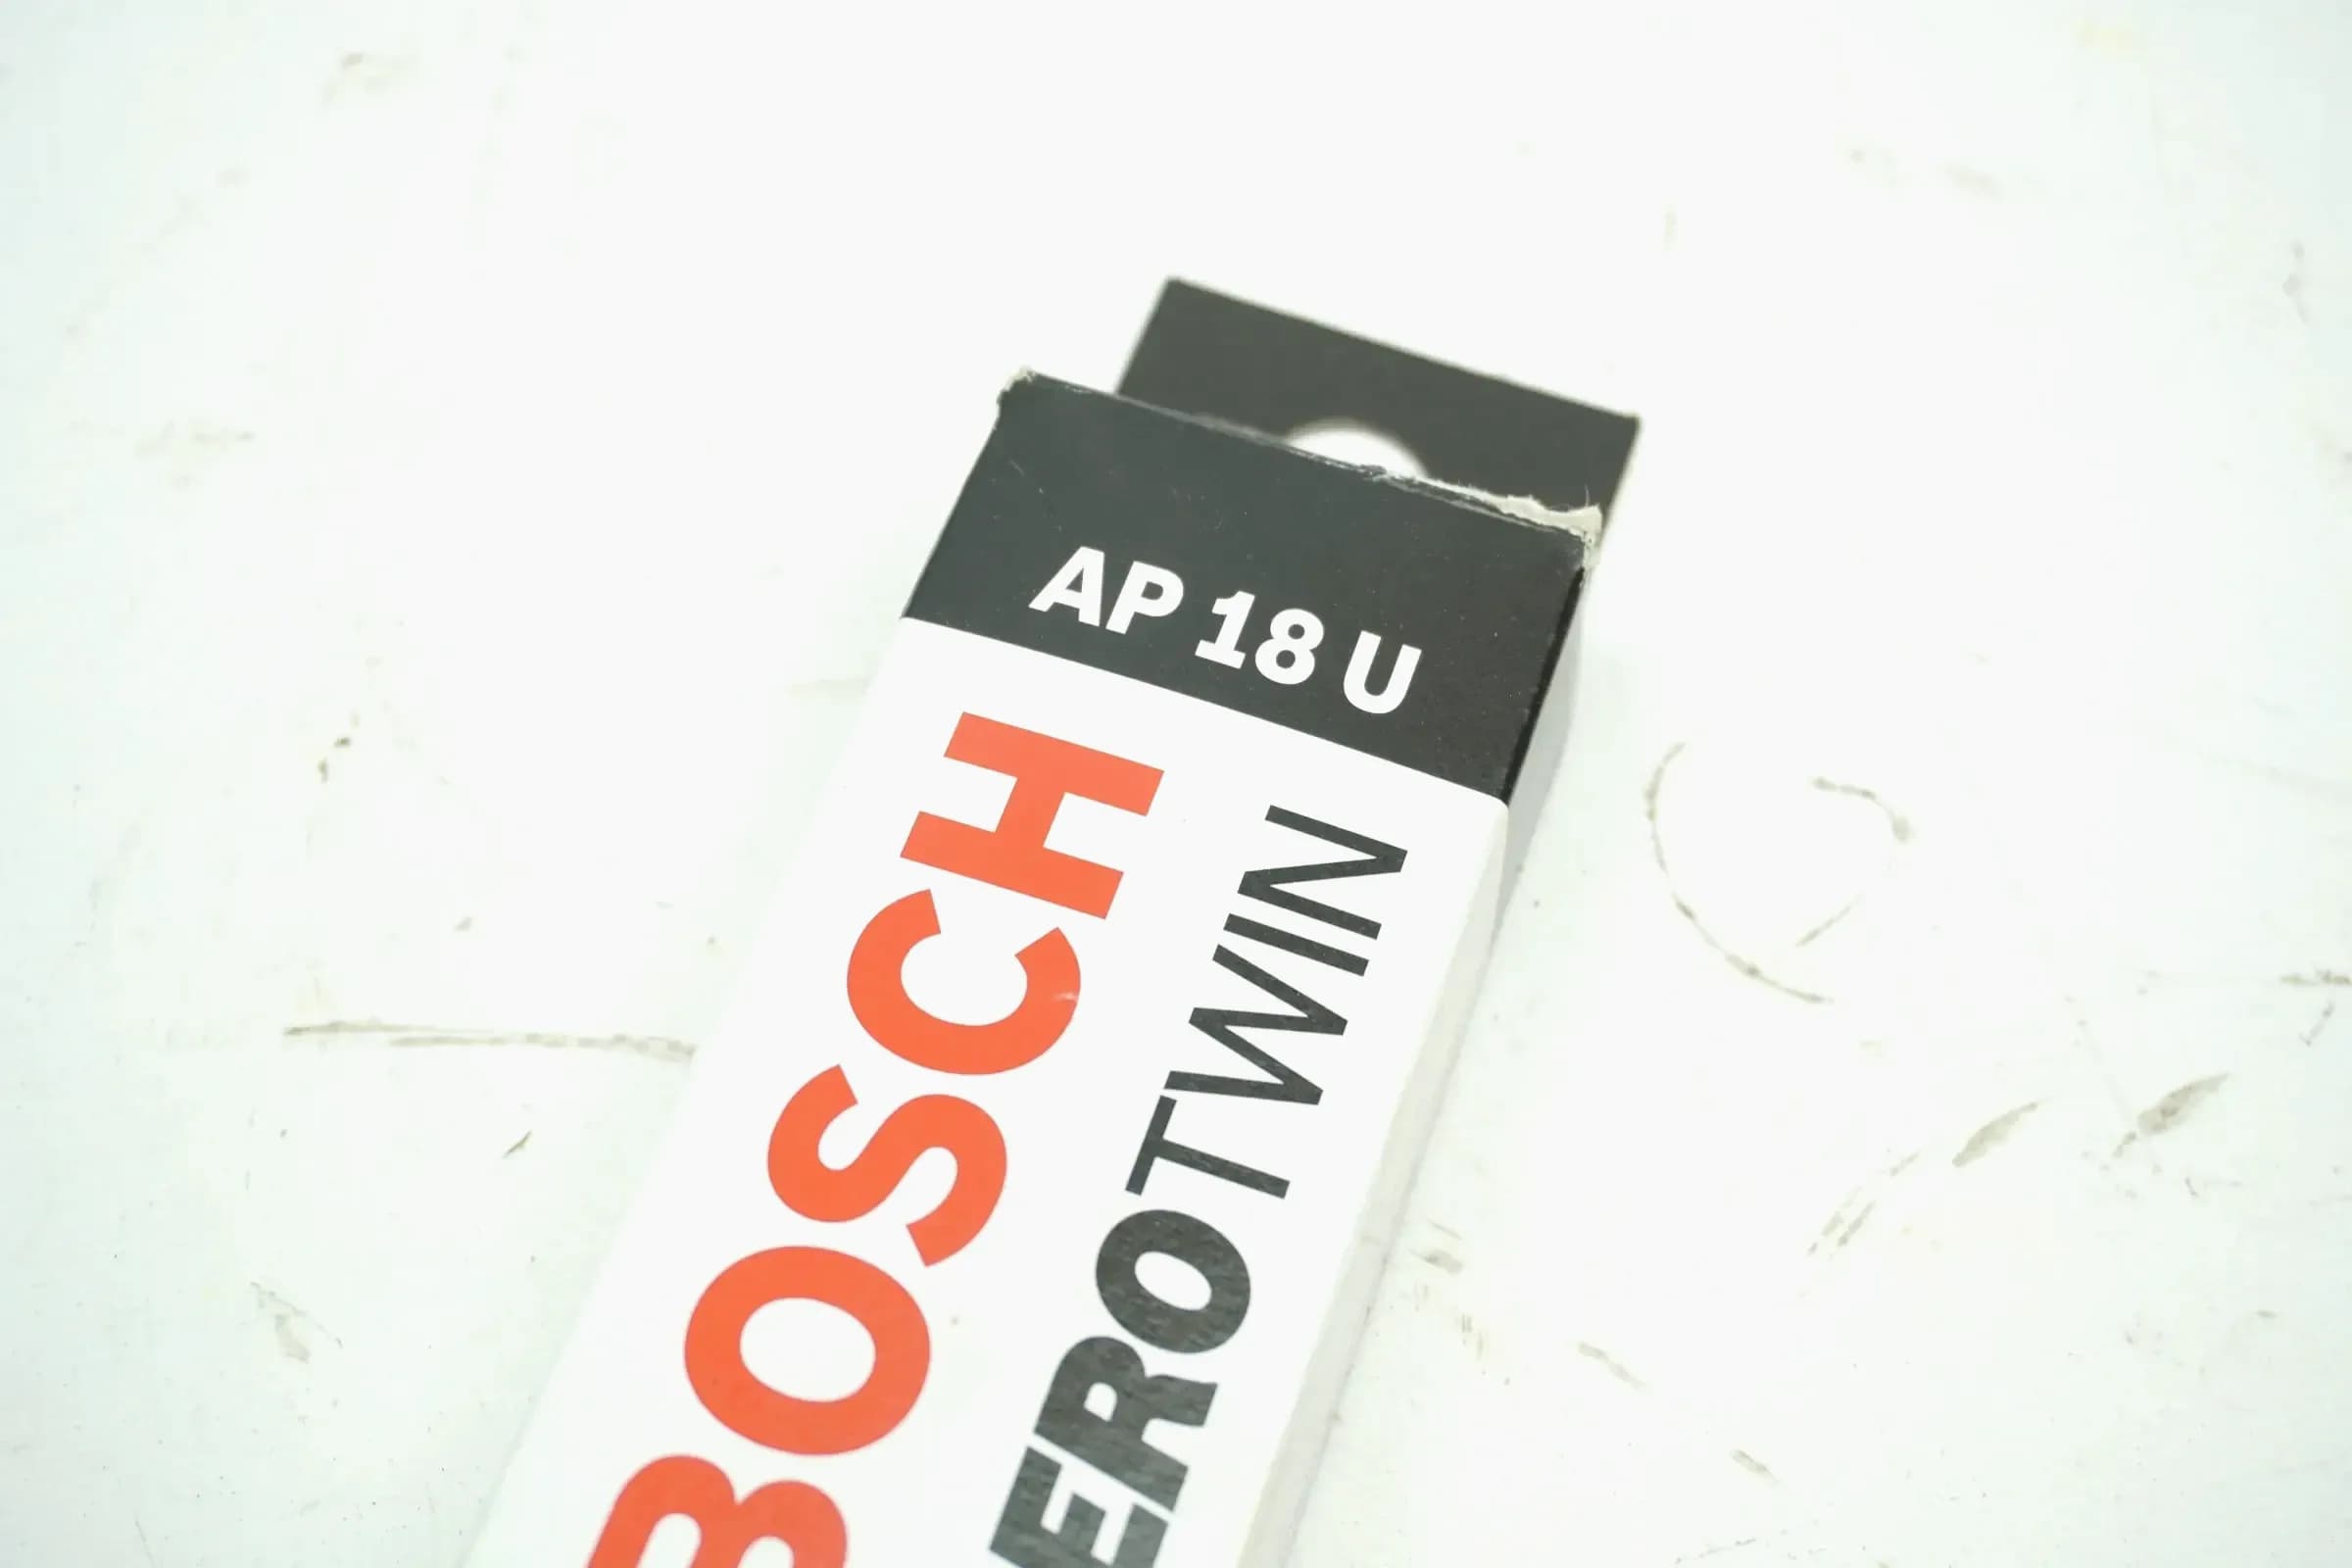 AP 18 U
BOSCH
EROTWIN